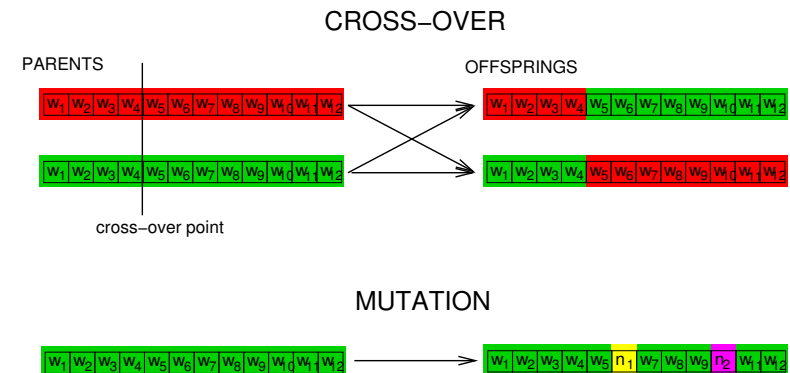 CROSS−OVER
PARENTS
OFFSPRINGS
w1 w2 w3 w4 w5 w6 w7 w8 w9 w10 w11 w12
w1 w2 w3 w4 w5 w6 w7 w8 w9 w10 w11 w12
w1 w2 w3 w4 w5 w6 w7 w8 w9 w10 w11 w12
w1 w2 w3 w4 w5 w6 w7 w8 w9 w10 w11 w12
cross−over point
MUTATION
w1 w2 w3 w4 w5 w6 w7 w8 w9 w10 w11 w12
w1 w2 w3 w4 w5 n1 w7 w8 w9 n2 w11 w12